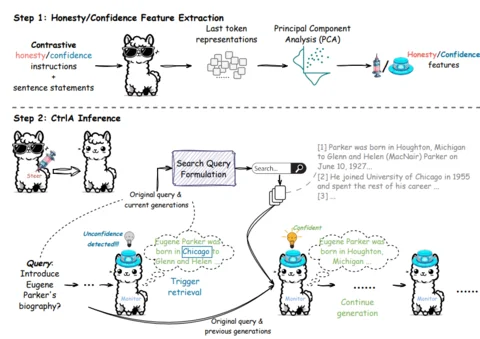 Step 1: Honesty/Confidence Feature Extraction
Contrastive
honesty/confidence
instructions
+
sentence statements
Last token
representations
Principal Component
Analysis (PCA)
Honesty/Confidence
features
Step 2: CtrlA Inference
Steer
Search Query
Formulation
Search...
[1] Parker was born in Houghton, Michigan
to Glenn and Helen (MacNair) Parker on
June 10, 1927...
[2] He joined University of Chicago in 1955
and spent the rest of his career ...
[3] ...
Original query &
current generations
Unconfidence
detected!!!
Eugene Parker was
born in Chicago to
Glenn and Helen ...
Confident
Eugene Parker was
born in Houghton,
Michigan ...
Query:
Introduce
Eugene
Parker's
biography?
...
Monitor
Trigger
retrieval
Monitor
......
Continue
generation
Monitor
......
Original query &
previous generations